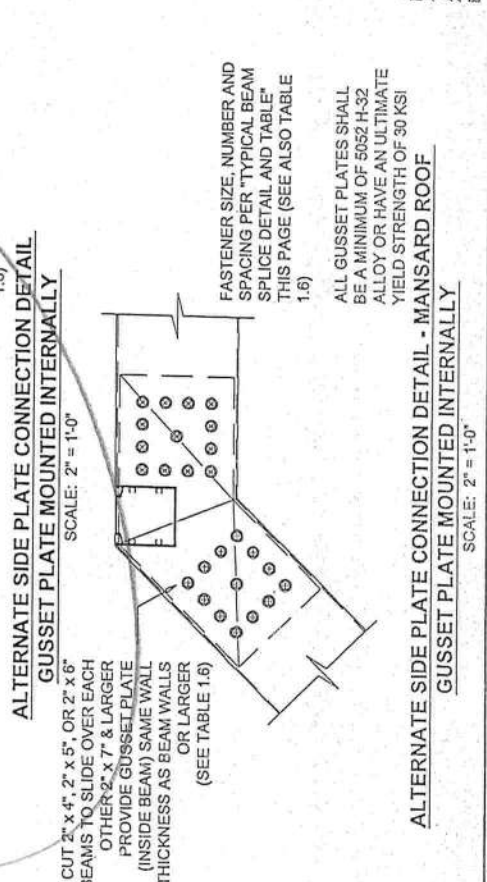 1.6)
ALTERNATE SIDE PLATE CONNECTION DETAIL
GUSSET PLATE MOUNTED INTERNALLY
SCALE: 2" = 1'-0"
CUT 2" x 4", 2" x 5", OR 2" x 6"
BEAMS TO SLIDE OVER EACH
OTHER 2" x 7" & LARGER
PROVIDE GUSSET PLATE
(INSIDE BEAM) SAME WALL
THICKNESS AS BEAM WALLS
OR LARGER
(SEE TABLE 1.6)
FASTENER SIZE, NUMBER AND
SPACING PER "TYPICAL BEAM
SPLICE DETAIL AND TABLE"
THIS PAGE (SEE ALSO TABLE
1.6)
ALL GUSSET PLATES SHALL
BE A MINIMUM OF 5052 H-32
ALLOY OR HAVE AN ULTIMATE
YIELD STRENGTH OF 30 KSI
ALTERNATE SIDE PLATE CONNECTION DETAIL - MANSARD ROOF
GUSSET PLATE MOUNTED INTERNALLY
SCALE: 2" = 1'-0"